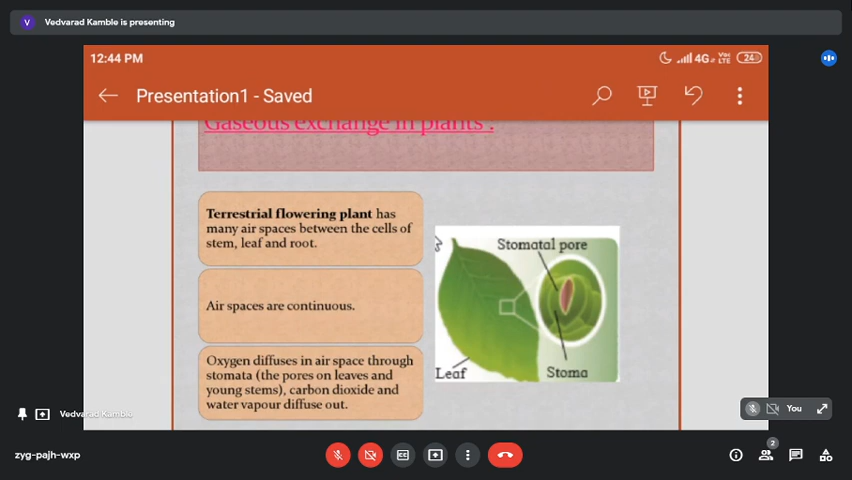 V Vedvarad Kamble is presenting
12:44 PM
4G Vo LTE 24
Presentation1 - Saved
Gaseous exchange in plants :
Terrestrial flowering plant has
many air spaces between the cells of
stem, leaf and root.
Air spaces are continuous.
Oxygen diffuses in air space through
stomata (the pores on leaves and
young stems), carbon dioxide and
water vapour diffuse out.
Stomatal pore
Leaf
Stoma
Vedvarad Kamble
You
zyg-pajh-wxp
2